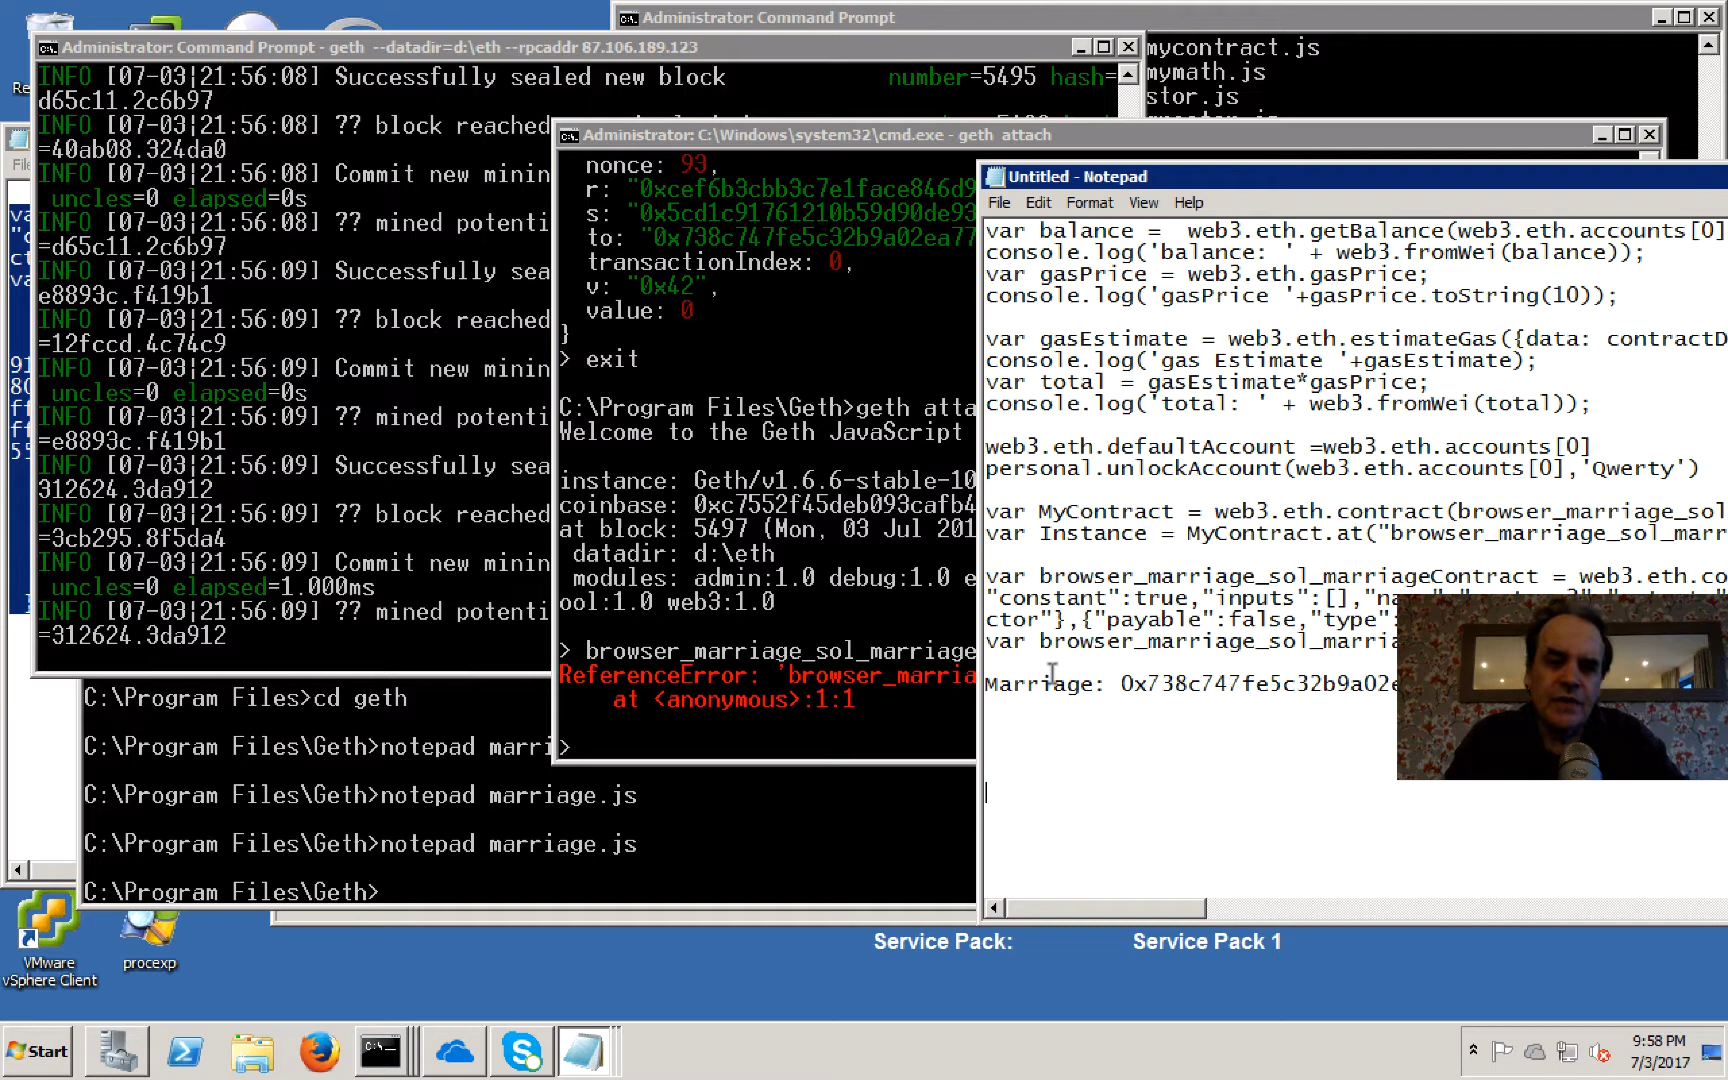 Administrator: Command Prompt
mycontract.js
mymath.js
stor.js
Administrator: Command Prompt - geth --datadir=d:\eth --rpcaddr 87.106.189.123
INFO [07-03|21:56:08] Successfully sealed new block number=5495 hash=
d65c11.2c6b97
INFO [07-03|21:56:08] ?? block reached
=40ab08.324da0
INFO [07-03|21:56:08] Commit new minin
uncles=0 elapsed=0s
INFO [07-03|21:56:08] ?? mined potenti
=d65c11.2c6b97
INFO [07-03|21:56:09] Successfully sea
e8893c.f419b1
INFO [07-03|21:56:09] ?? block reached
=12fccd.4c74c9
INFO [07-03|21:56:09] Commit new minin
uncles=0 elapsed=0s
INFO [07-03|21:56:09] ?? mined potenti
=e8893c.f419b1
INFO [07-03|21:56:09] Successfully sea
312624.3da912
INFO [07-03|21:56:09] ?? block reached
=3cb295.8f5da4
INFO [07-03|21:56:09] Commit new minin
uncles=0 elapsed=1.000ms
INFO [07-03|21:56:09] ?? mined potenti
=312624.3da912
C:\Program Files>cd geth
C:\Program Files\Geth>notepad marri
C:\Program Files\Geth>notepad marriage.js
C:\Program Files\Geth>notepad marriage.js
C:\Program Files\Geth>
Administrator: C:\Windows\system32\cmd.exe - geth attach
nonce: 93,
r: "0xcef6b3cbb3c7e1face846d9
s: "0x5cd1c91761210b59d90de93
to: "0x738c747fe5c32b9a02ea77
transactionIndex: 0,
v: "0x42",
value: 0
}
> exit
C:\Program Files\Geth>geth atta
Welcome to the Geth JavaScript
instance: Geth/v1.6.6-stable-10
coinbase: 0xc7552f45deb093cafb4
at block: 5497 (Mon, 03 Jul 201
datadir: d:\eth
modules: admin:1.0 debug:1.0 e
ool:1.0 web3:1.0
> browser_marriage_sol_marriage
ReferenceError: 'browser_marria
at <anonymous>:1:1
>
Untitled - Notepad
File Edit Format View Help
var balance = web3.eth.getBalance(web3.eth.accounts[0]
console.log('balance: ' + web3.fromWei(balance));
var gasPrice = web3.eth.gasPrice;
console.log('gasPrice '+gasPrice.toString(10));
var gasEstimate = web3.eth.estimateGas({data: contractD
console.log('gas Estimate '+gasEstimate);
var total = gasEstimate*gasPrice;
console.log('total: ' + web3.fromWei(total));
web3.eth.defaultAccount =web3.eth.accounts[0]
personal.unlockAccount(web3.eth.accounts[0],'Qwerty')
var MyContract = web3.eth.contract(browser_marriage_sol
var Instance = MyContract.at("browser_marriage_sol_marr
var browser_marriage_sol_marriageContract = web3.eth.co
"constant":true,"inputs":[],"na
ctor"},{"payable":false,"type":
var browser_marriage_sol_marria
Marriage: 0x738c747fe5c32b9a02e
VMware
vSphere Client
procexp
Service Pack: Service Pack 1
Start
9:58 PM
7/3/2017